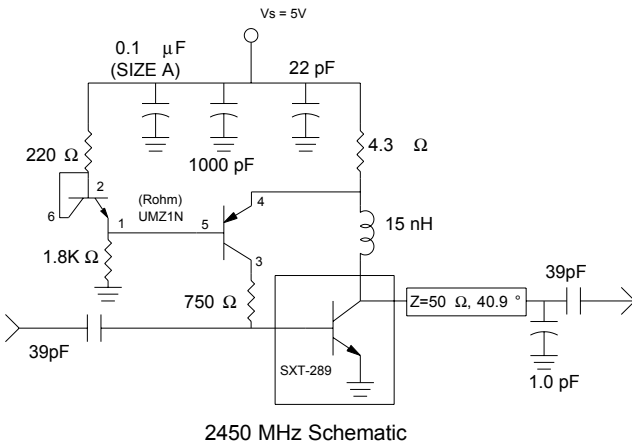 Vs = 5V
0.1 µF
(SIZE A)
22 pF
1000 pF
4.3 Ω
220 Ω
2
6
1
(Rohm)
UMZ1N
5
4
3
15 nH
1.8K Ω
750 Ω
39pF
Z=50 Ω, 40.9 °
39pF
SXT-289
1.0 pF
2450 MHz Schematic